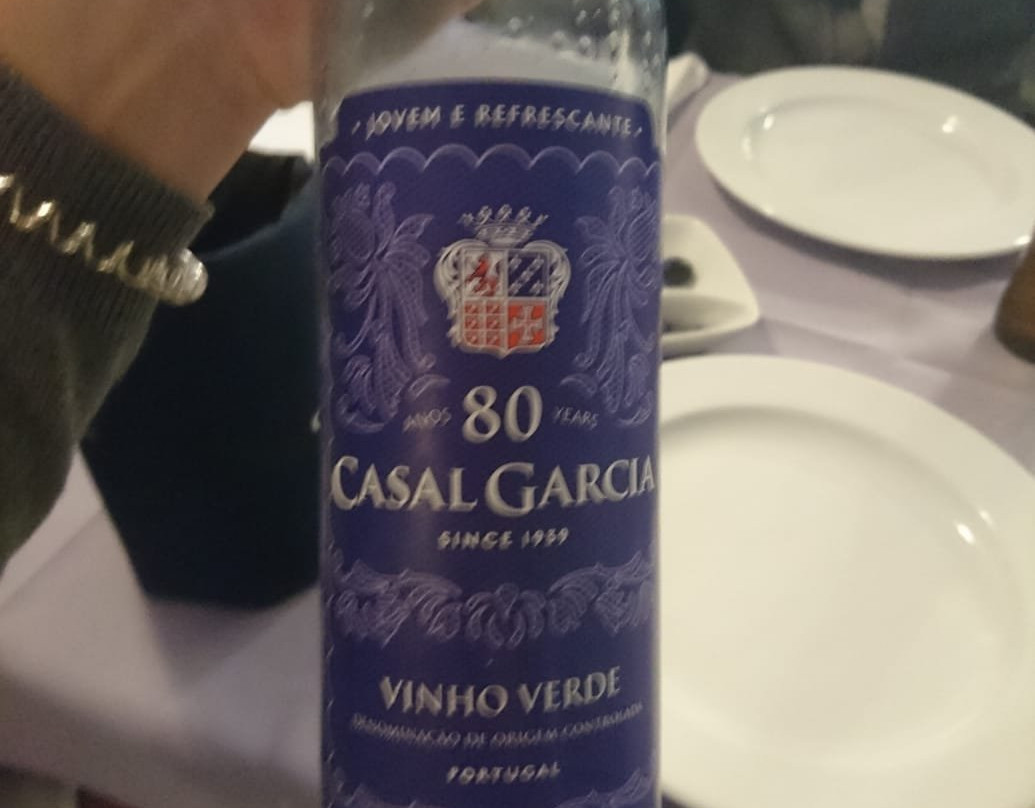 JOVEM E REFRESCANTE
ANOS 80 YEARS
CASAL GARCIA
SINCE 1939
VINHO VERDE
DENOMINAÇÃO DE ORIGEM CONTROLADA
PORTUGAL